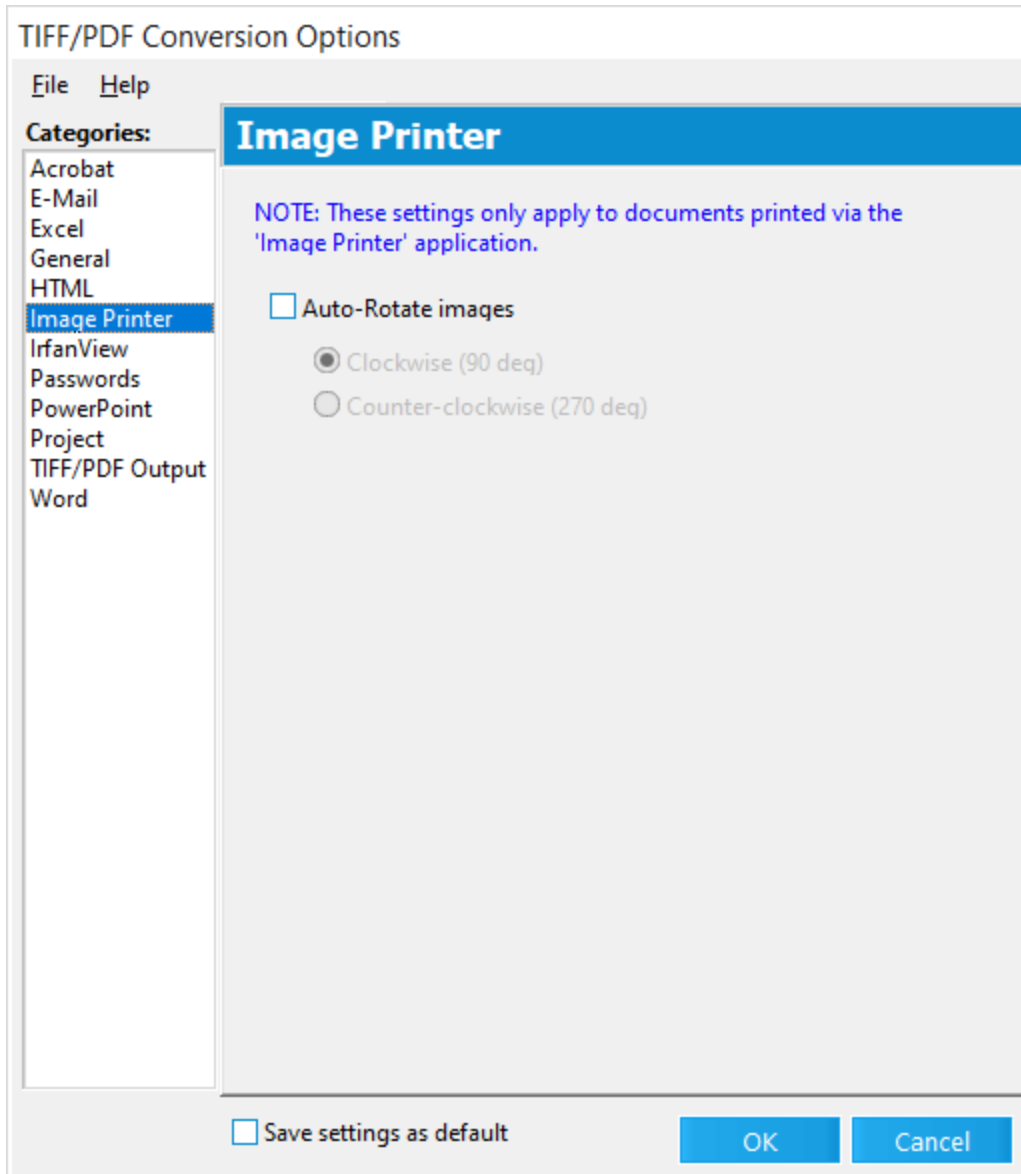 TIFF/PDF Conversion Options
File Help
Categories:
Acrobat
E-Mail
Excel
General
HTML
Image Printer
IrfanView
Passwords
PowerPoint
Project
TIFF/PDF Output
Word
Image Printer
NOTE: These settings only apply to documents printed via the
'Image Printer' application.
Auto-Rotate images
Clockwise (90 deg)
Counter-clockwise (270 deg)
Save settings as default
OK
Cancel